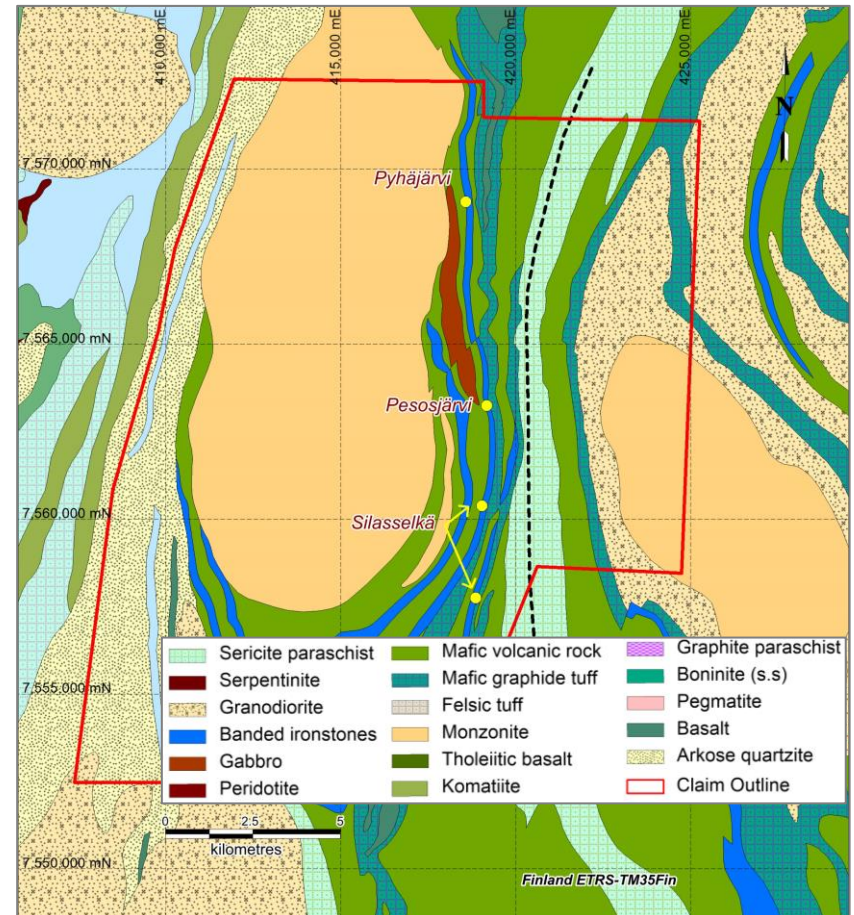 410,000 mE
415,000 mE
420,000 mE
425,000 mE
N
7,570,000 mN
Pyhäjärvi
7,565,000 mN
Pesosjärvi
7,560,000 mN
Silasselkä
7,555,000 mN
Sericite paraschist
Serpentinite
Granodiorite
Banded ironstones
Gabbro
Peridotite
Mafic volcanic rock
Mafic graphide tuff
Felsic tuff
Monzonite
Tholeiitic basalt
Komatiite
Graphite paraschist
Boninite (s.s)
Pegmatite
Basalt
Arkose quartzite
Claim Outline
0 2.5 5
kilometres
7,550,000 mN
Finland ETRS-TM35Fin